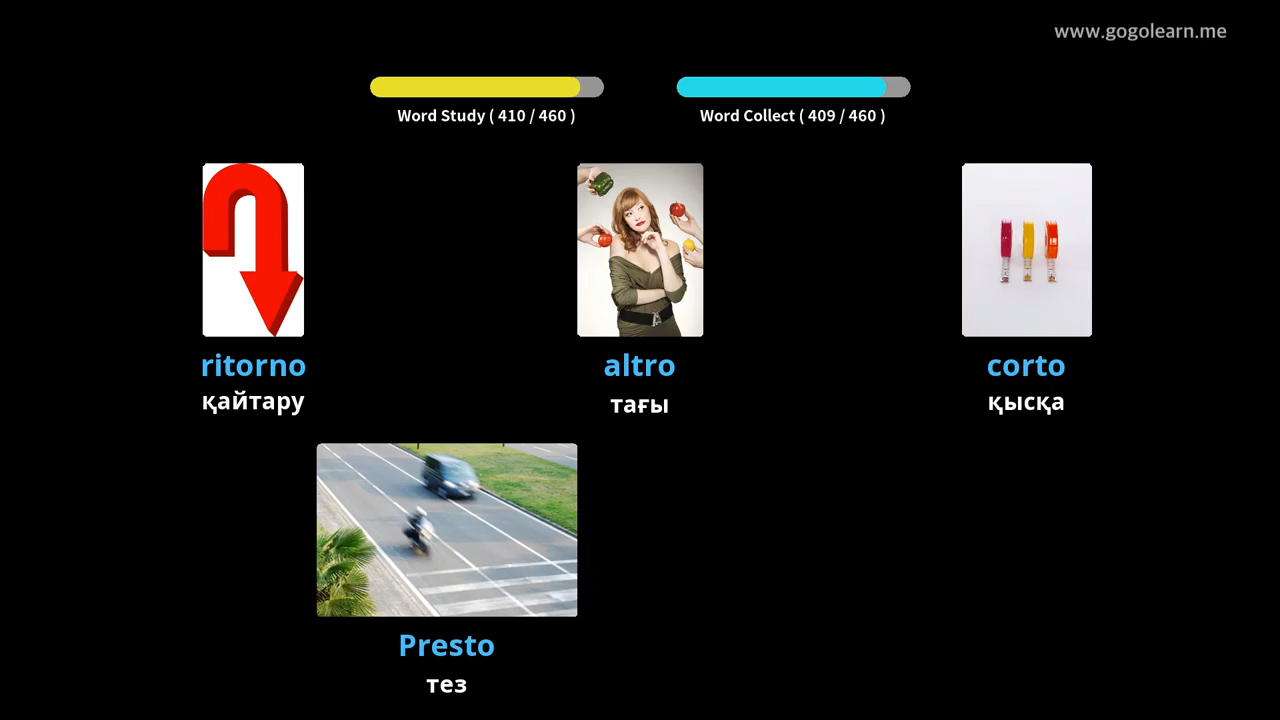 www.gogolearn.me
Word Study ( 410 / 460 )
Word Collect ( 409 / 460 )
ritorno
қайтару
altro
тағы
corto
қысқа
Presto
тез